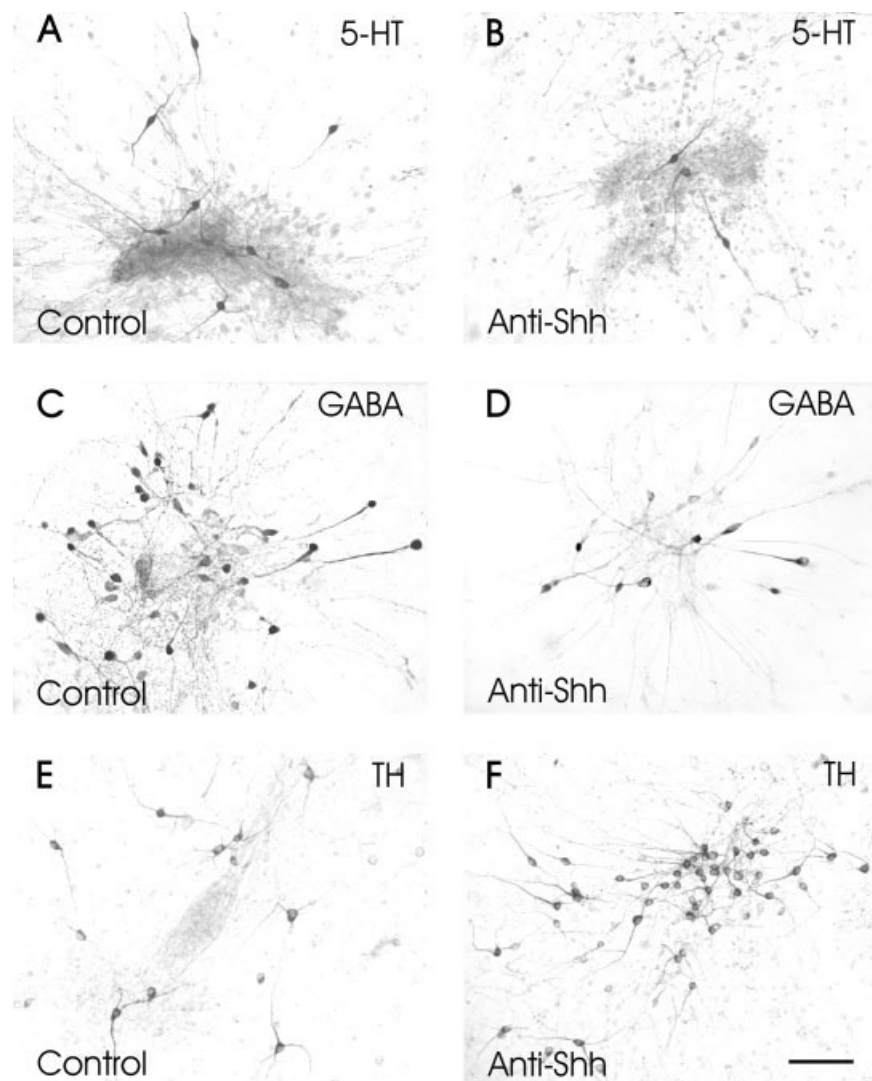 A 5-HT
Control
B 5-HT
Anti-Shh
C GABA
Control
D GABA
Anti-Shh
E TH
Control
F TH
Anti-Shh